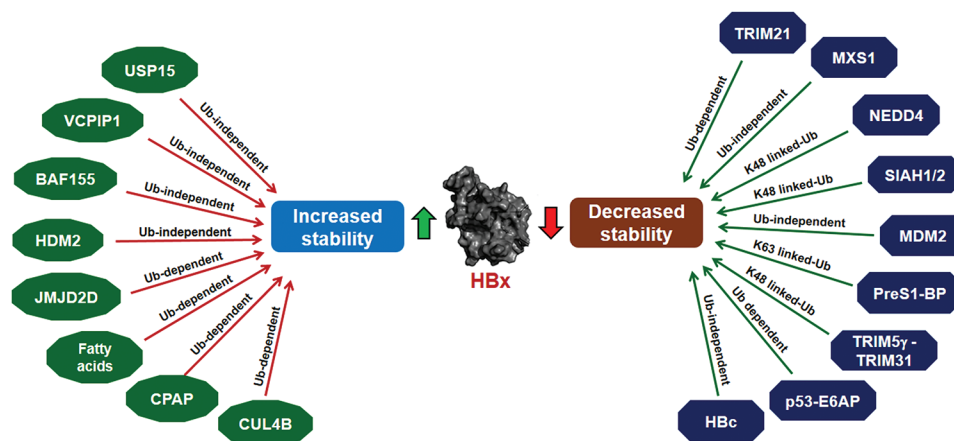 USP15
Ub-independent
VCPIP1
Ub-independent
BAF155
Ub-independent
HDM2
Ub-independent
JMJD2D
Ub-dependent
Fatty
acids
Ub-dependent
CPAP
Ub-dependent
CUL4B
Ub-dependent
Increased
stability
HBx
Decreased
stability
TRIM21
Ub-dependent
MXS1
Ub-independent
NEDD4
K48 linked-Ub
SIAH1/2
K48 linked-Ub
MDM2
Ub-independent
PreS1-BP
K63 linked-Ub
TRIM5γ -
TRIM31
K48 linked-Ub
p53-E6AP
Ub dependent
HBc
Ub-independent